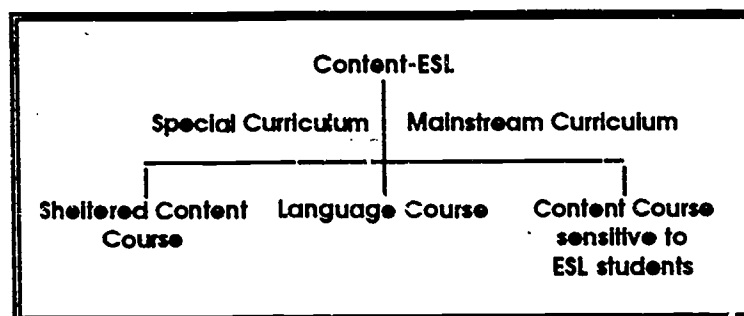 Content-ESL
Special Curriculum Mainstream Curriculum
Sheltered Content Language Course Content Course
Course sensitive to
ESL students